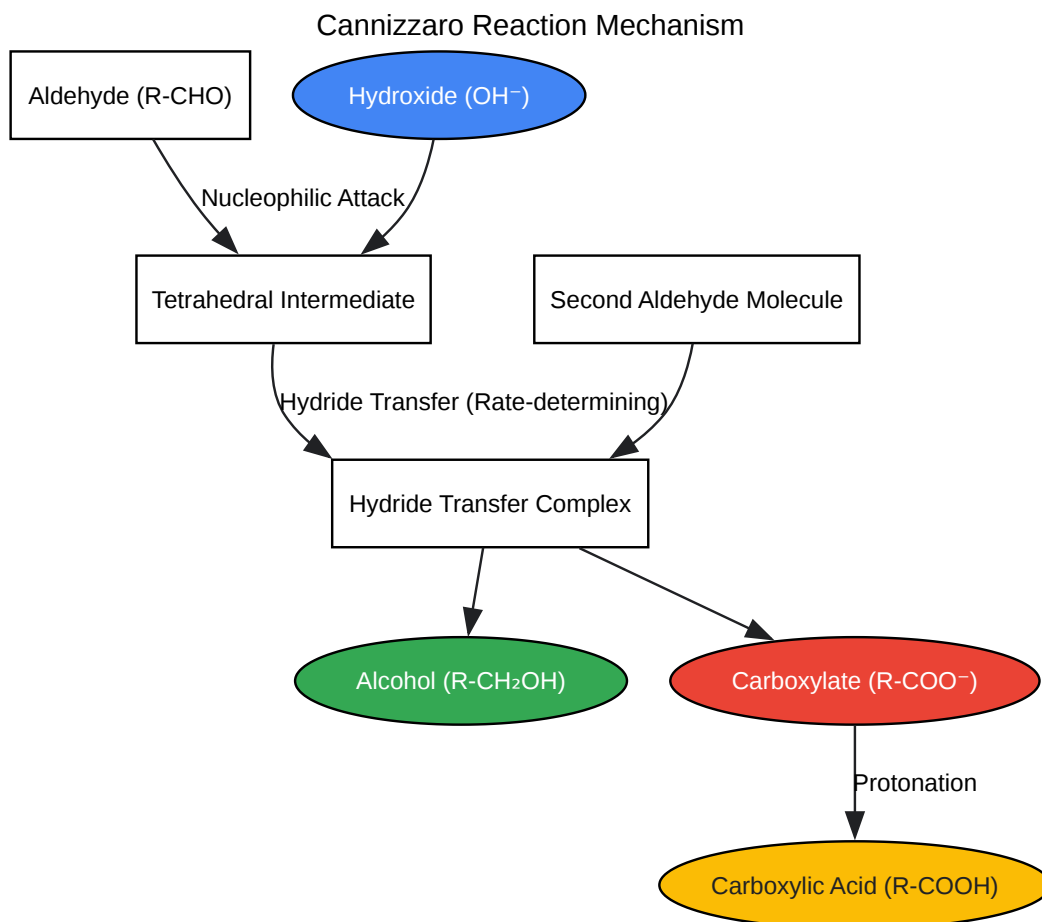 Cannizzaro Reaction Mechanism
Aldehyde (R-CHO)
Hydroxide (OH⁻)
Nucleophilic Attack
Tetrahedral Intermediate
Second Aldehyde Molecule
Hydride Transfer (Rate-determining)
Hydride Transfer Complex
Alcohol (R-CH₂OH)
Carboxylate (R-COO⁻)
Protonation
Carboxylic Acid (R-COOH)